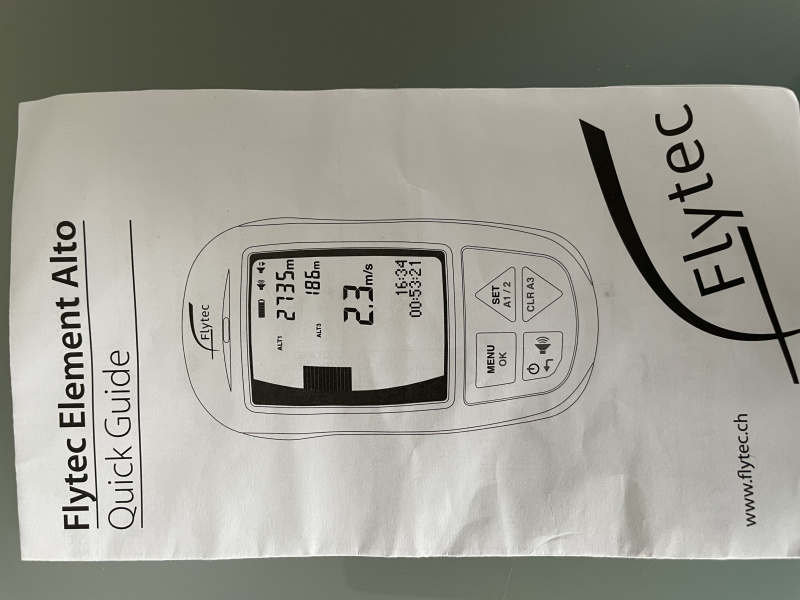 Flytec Element Alto
Quick Guide
Flytec
ALT1
2735m
ALT3
186m
2.3m/s
16:34
00:53:21
MENU
OK
SET
A1 / 2
CLR A3
www.flytec.ch
Flytec